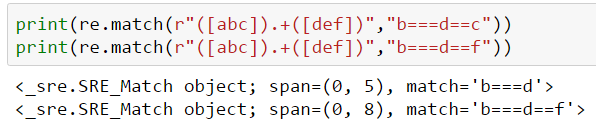 print(re.match(r"([abc]).+([def])","b===d==c"))
print(re.match(r"([abc]).+([def])","b===d==f"))
<_sre.SRE_Match object; span=(0, 5), match='b===d'>
<_sre.SRE_Match object; span=(0, 8), match='b===d==f'>